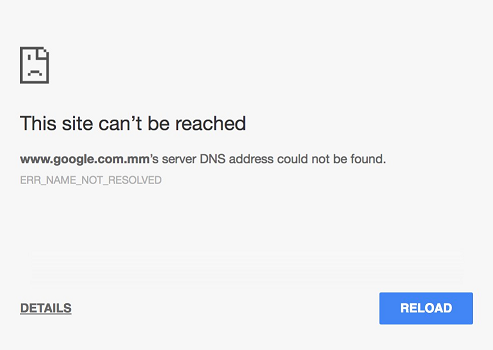 This site can’t be reached
www.google.com.mm’s server DNS address could not be found.
ERR_NAME_NOT_RESOLVED
DETAILS
RELOAD